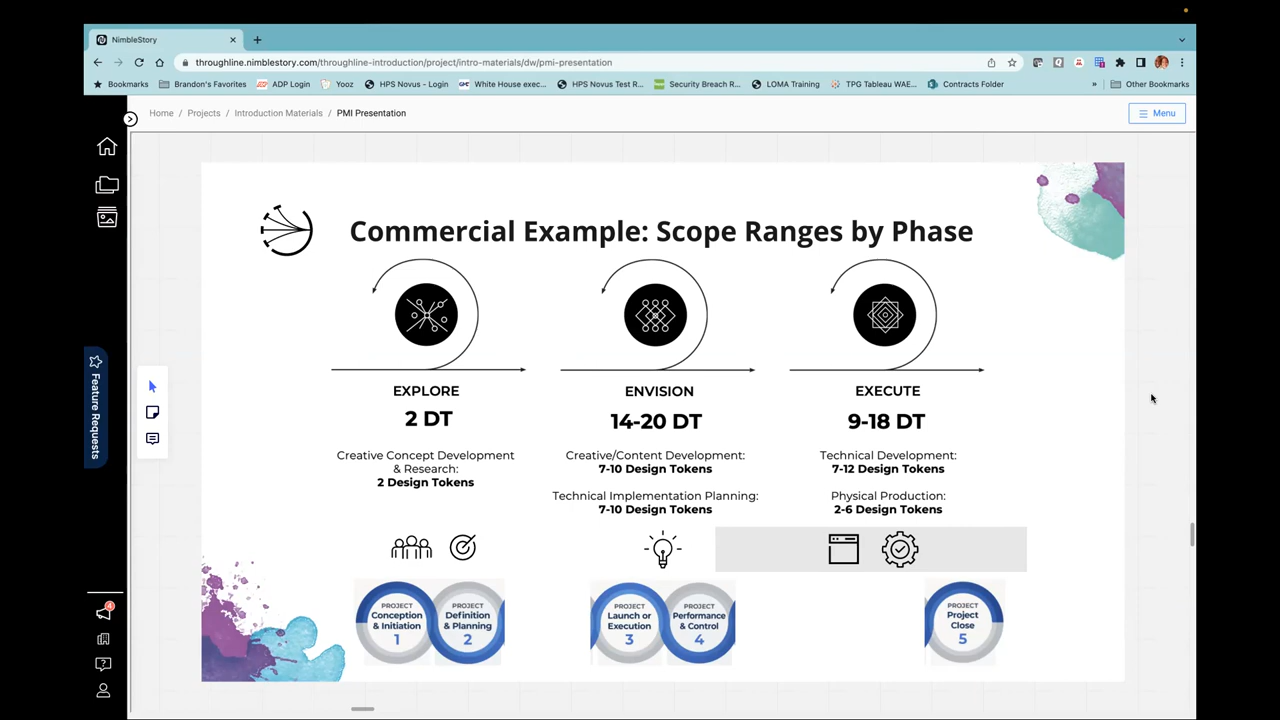 NimbleStory
throughline.nimblestory.com/throughline-introduction/project/intro-materials/dw/pmi-presentation
Bookmarks
Brandon's Favorites
ADP Login
Yooz
HPS Novus - Login
White House exec...
HPS Novus Test R...
Security Breach R...
LOMA Training
TPG Tableau WAE...
Contracts Folder
»
Other Bookmarks
Home / Projects / Introduction Materials / PMI Presentation
Menu
Feature Requests
4
Commercial Example: Scope Ranges by Phase
EXPLORE
2 DT
Creative Concept Development
& Research:
2 Design Tokens
ENVISION
14-20 DT
Creative/Content Development:
7-10 Design Tokens
Technical Implementation Planning:
7-10 Design Tokens
EXECUTE
9-18 DT
Technical Development:
7-12 Design Tokens
Physical Production:
2-6 Design Tokens
PROJECT
Conception
& Initiation
1
PROJECT
Definition
& Planning
2
PROJECT
Launch or
Execution
3
PROJECT
Performance
& Control
4
PROJECT
Project
Close
5